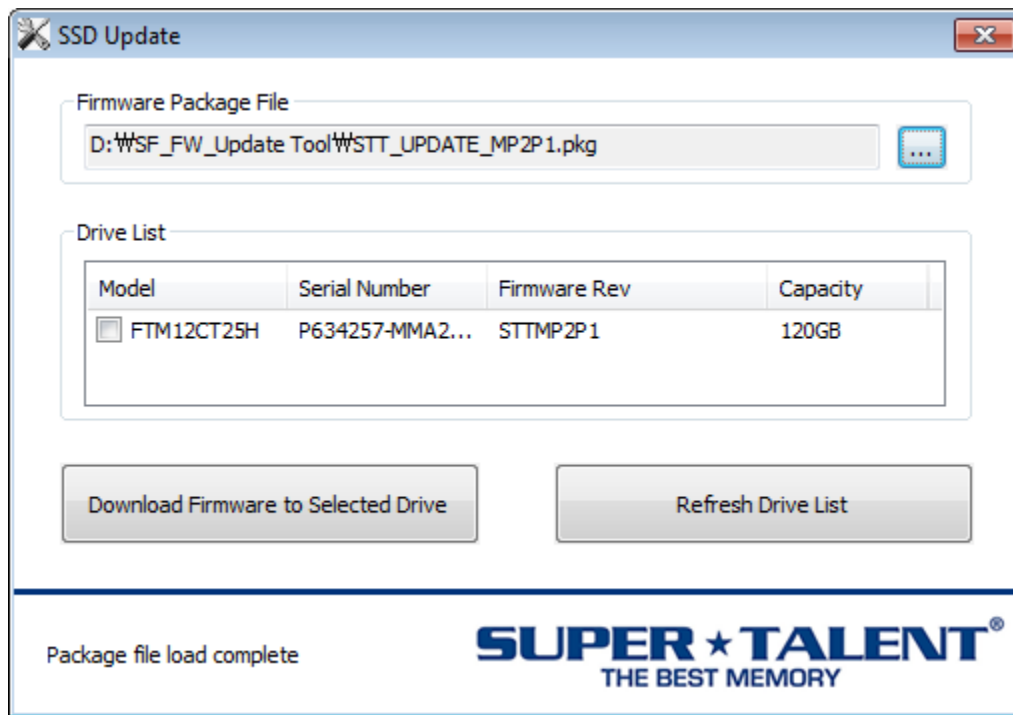 SSD Update
Firmware Package File
D:₩SF_FW_Update Tool₩STT_UPDATE_MP2P1.pkg
...
Drive List
Model Serial Number Firmware Rev Capacity
FTM12CT25H P634257-MMA2... STTMP2P1 120GB
Download Firmware to Selected Drive Refresh Drive List
Package file load complete
SUPER★TALENT®
THE BEST MEMORY